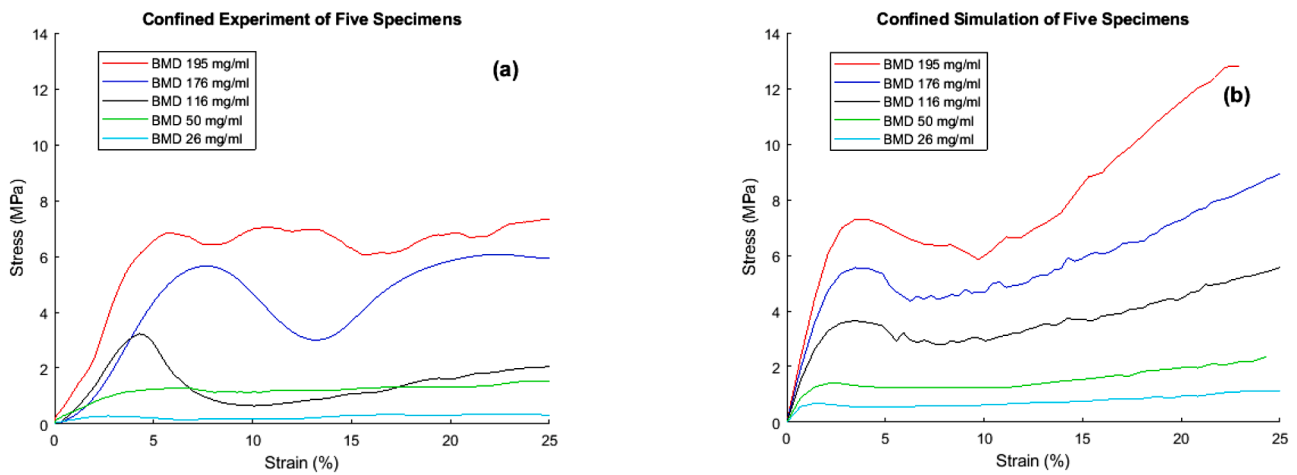 Confined Experiment of Five Specimens
14
12
10
8
6
4
2
0
Stress (MPa)
BMD 195 mg/ml
BMD 176 mg/ml
BMD 116 mg/ml
BMD 50 mg/ml
BMD 26 mg/ml
(a)
0 5 10 15 20 25
Strain (%)
Confined Simulation of Five Specimens
14
12
10
8
6
4
2
0
Stress (MPa)
BMD 195 mg/ml
BMD 176 mg/ml
BMD 116 mg/ml
BMD 50 mg/ml
BMD 26 mg/ml
(b)
0 5 10 15 20 25
Strain (%)